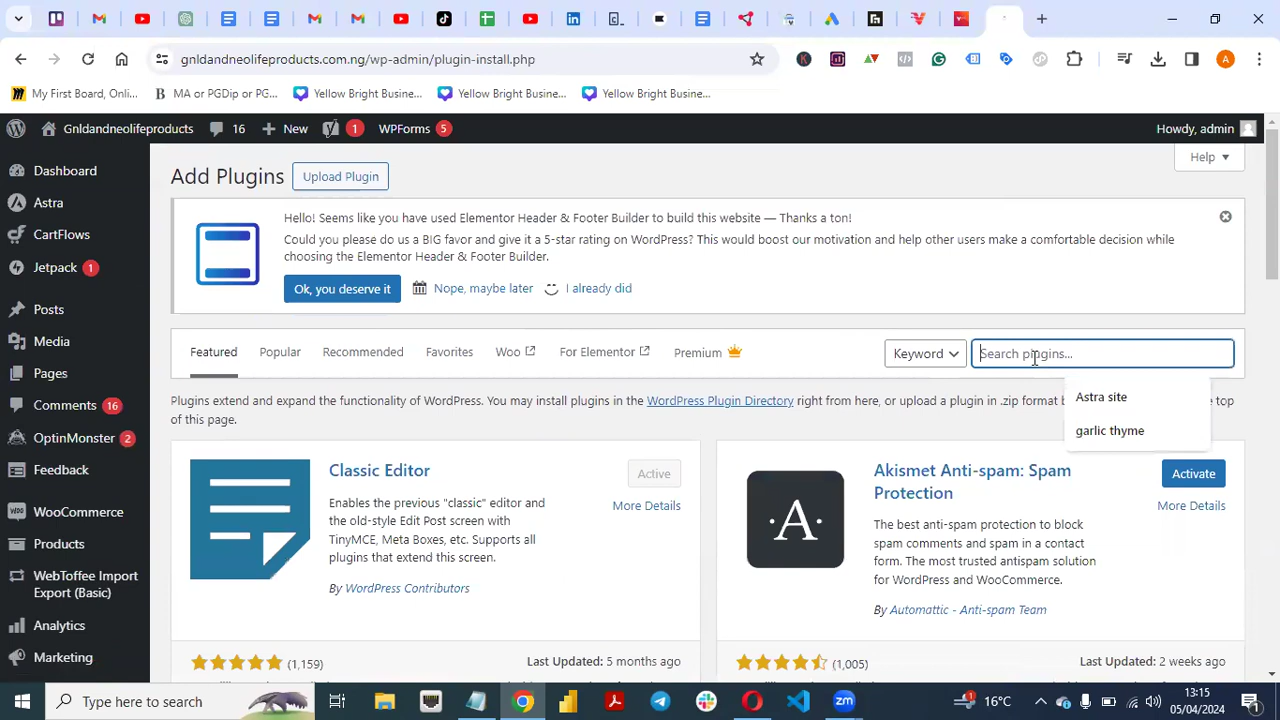 gnldandneolifeproducts.com.ng/wp-admin/plugin-install.php
A
My First Board, Onli...
B MA or PGDip or PG...
Yellow Bright Busine...
Yellow Bright Busine...
Yellow Bright Busine...
Gnldandneolifeproducts
16
New
1
WPForms 5
Howdy, admin
Dashboard
Astra
CartFlows
Jetpack 1
Posts
Media
Pages
Comments 16
OptinMonster 2
Feedback
WooCommerce
Products
WebToffee Import
Export (Basic)
Analytics
Marketing
Help
Add Plugins
Upload Plugin
Hello! Seems like you have used Elementor Header & Footer Builder to build this website — Thanks a ton!
Could you please do us a BIG favor and give it a 5-star rating on WordPress? This would boost our motivation and help other users make a comfortable decision while
choosing the Elementor Header & Footer Builder.
Ok, you deserve it
Nope, maybe later
I already did
Featured
Popular
Recommended
Favorites
Woo
For Elementor
Premium
Keyword
Search plugins...
Astra site
garlic thyme
Plugins extend and expand the functionality of WordPress. You may install plugins in the WordPress Plugin Directory right from here, or upload a plugin in .zip format b
e top
of this page.
Classic Editor
Active
Enables the previous "classic" editor and
the old-style Edit Post screen with
TinyMCE, Meta Boxes, etc. Supports all
plugins that extend this screen.
More Details
By WordPress Contributors
(1,159)
Last Updated: 5 months ago
·A·
Akismet Anti-spam: Spam
Protection
Activate
More Details
The best anti-spam protection to block
spam comments and spam in a contact
form. The most trusted antispam solution
for WordPress and WooCommerce.
By Automattic - Anti-spam Team
(1,005)
Last Updated: 2 weeks ago
Type here to search
1
16°C
13:15
05/04/2024
1